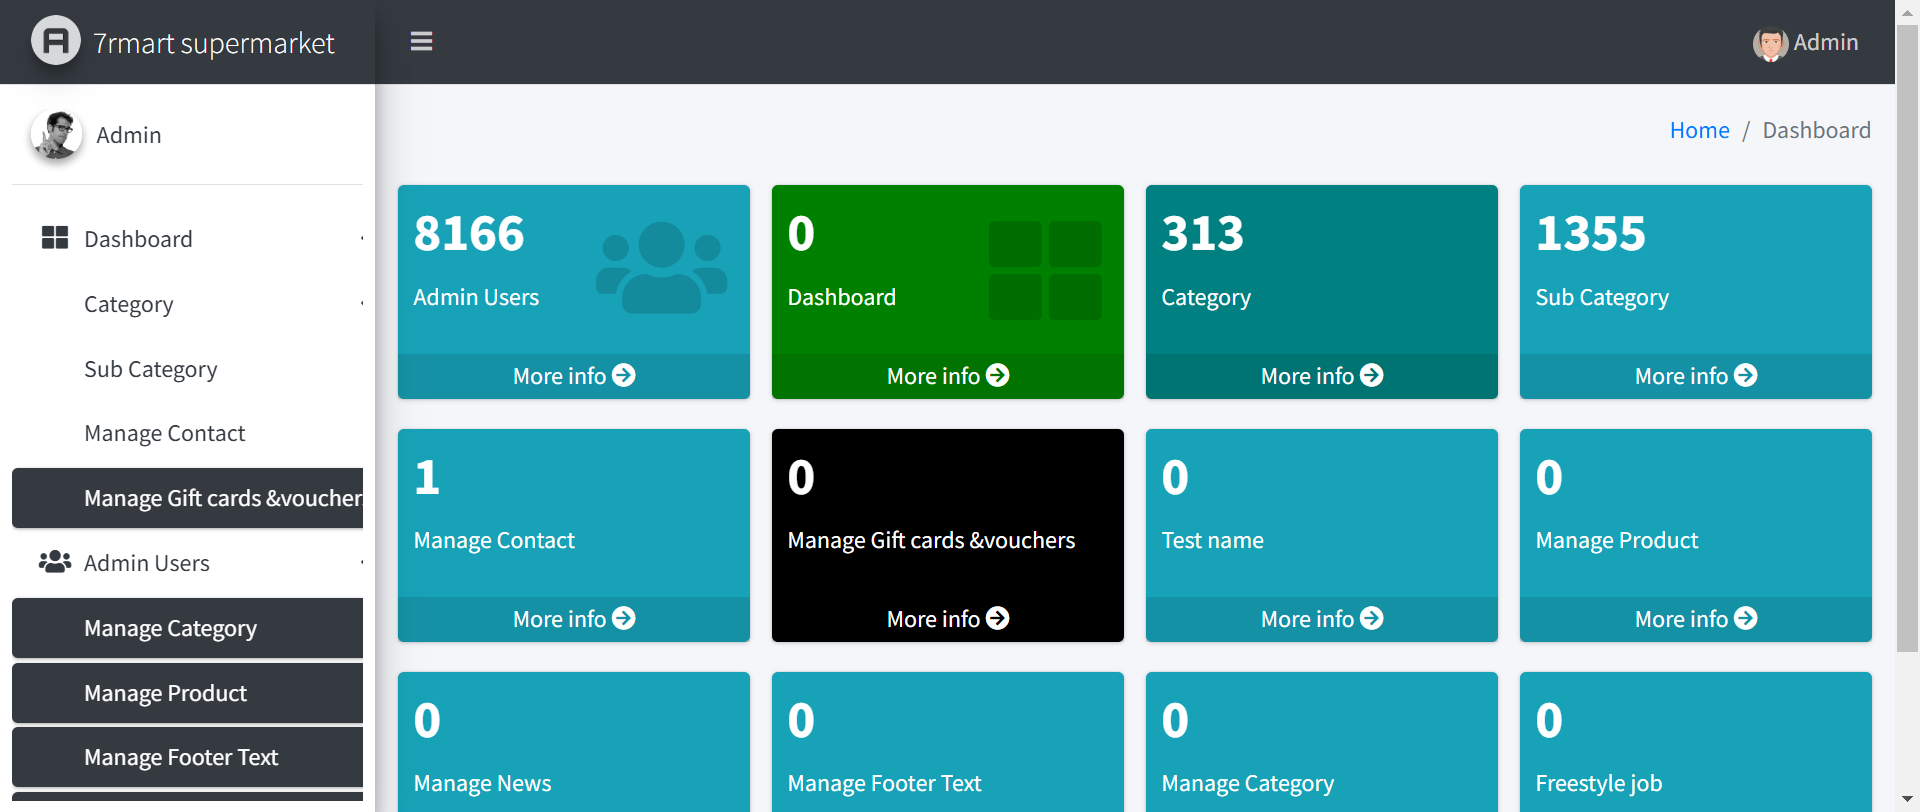 7rmart supermarket
Admin
Admin
Home / Dashboard
Dashboard
Category
Sub Category
Manage Contact
Manage Gift cards &voucher
Admin Users
Manage Category
Manage Product
Manage Footer Text
8166
Admin Users
More info
0
Dashboard
More info
313
Category
More info
1355
Sub Category
More info
1
Manage Contact
More info
0
Manage Gift cards &vouchers
More info
0
Test name
More info
0
Manage Product
More info
0
Manage News
0
Manage Footer Text
0
Manage Category
0
Freestyle job